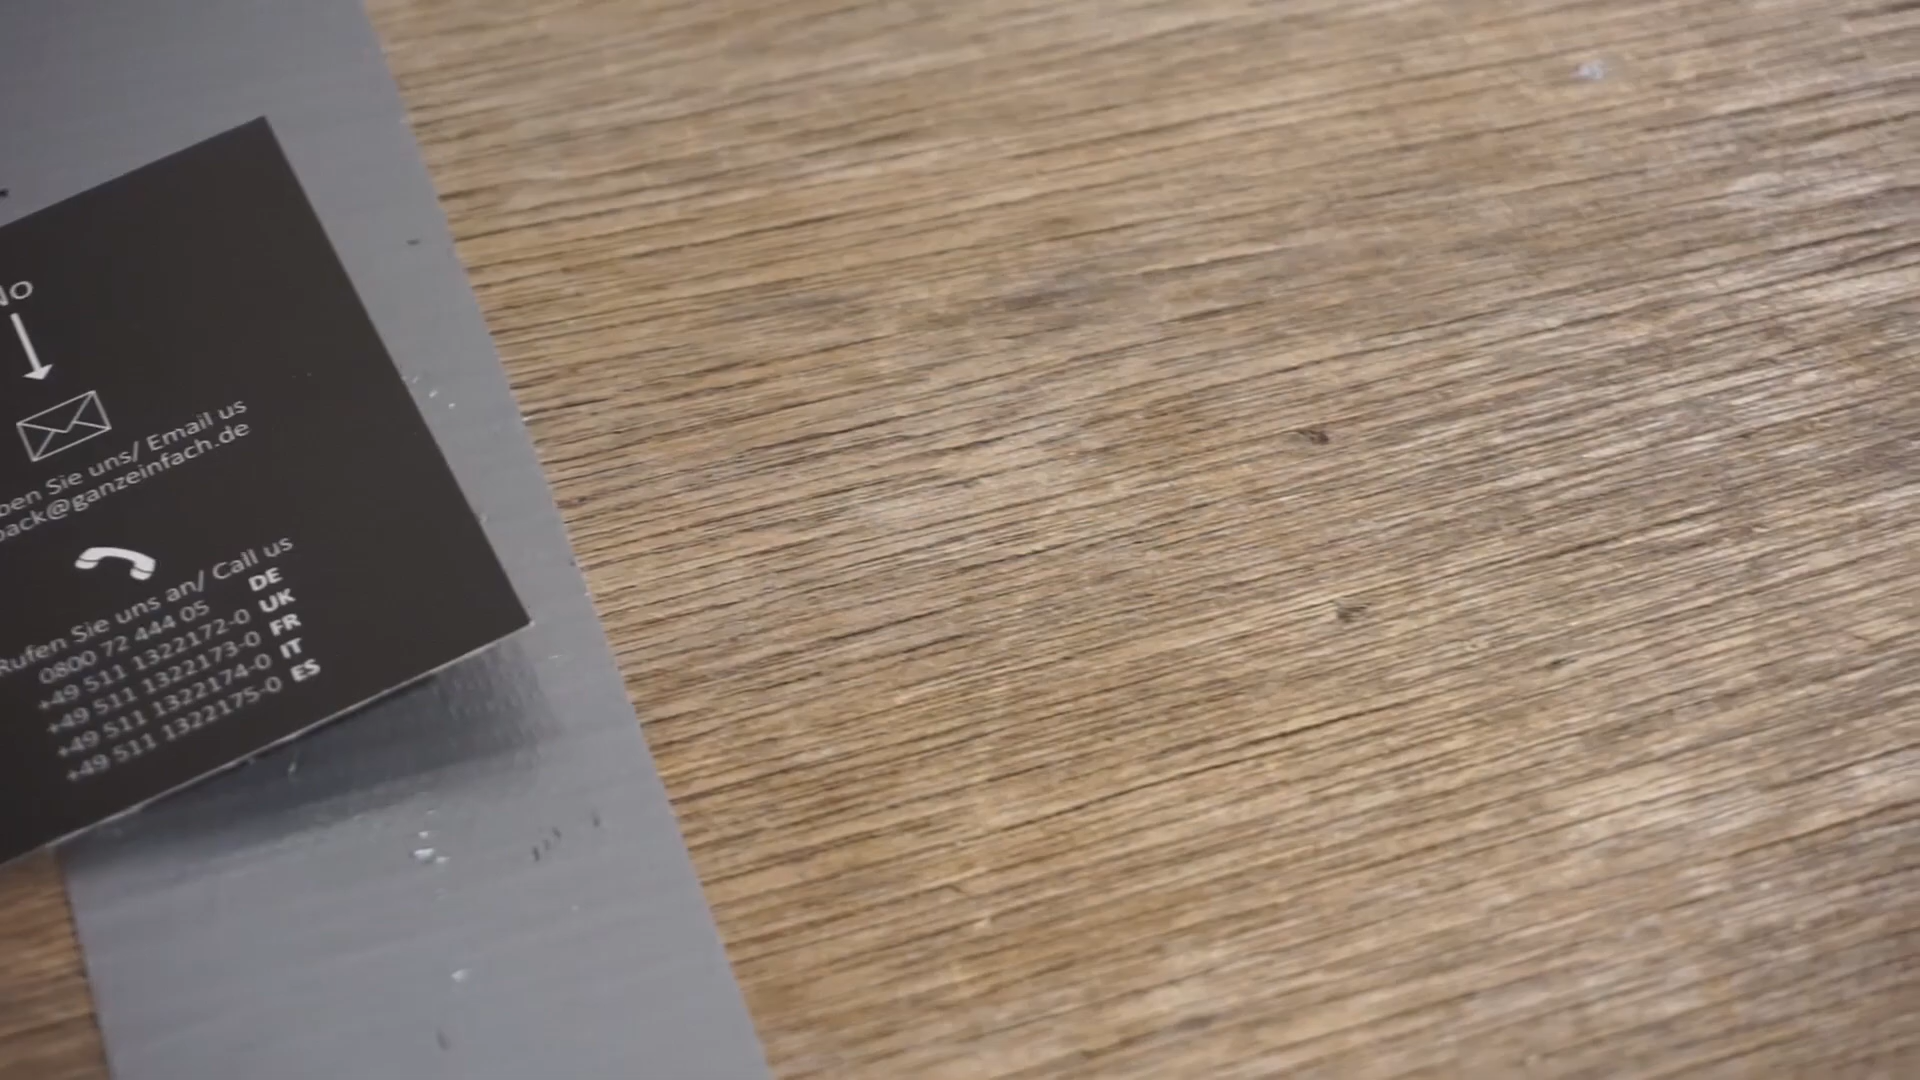 No
ben Sie uns/ Email us
back@ganzeinfach.de
Rufen Sie uns an/ Call us
0800 72 444 05 DE
+49 511 1322172-0 UK
+49 511 1322173-0 FR
+49 511 1322174-0 IT
+49 511 1322175-0 ES